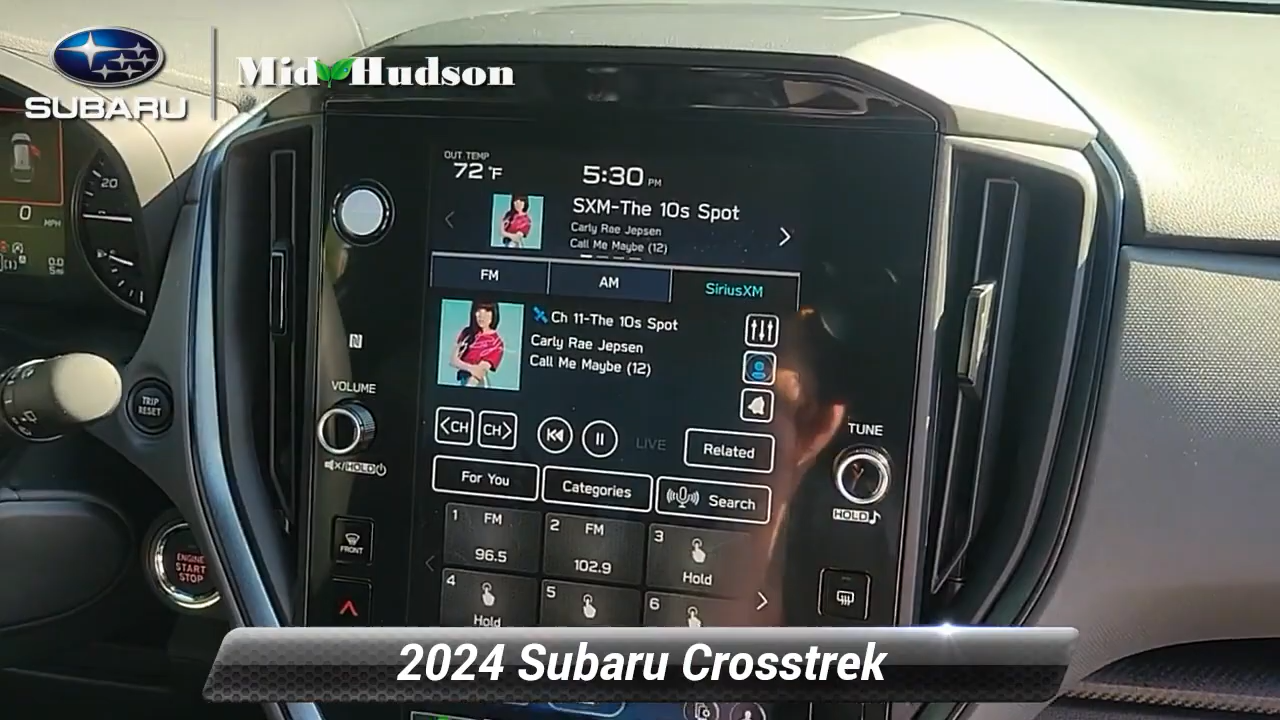 SUBARU
Mid Hudson
OUT TEMP
72 °F
5:30 PM
SXM-The 10s Spot
Carly Rae Jepsen
Call Me Maybe (12)
FM
AM
SiriusXM
Ch 11-The 10s Spot
Carly Rae Jepsen
Call Me Maybe (12)
<CH
CH>
LIVE
Related
For You
Categories
Search
1 FM
96.5
2 FM
102.9
3
Hold
4
Hold
5
6
VOLUME
HOLD
TUNE
HOLD
FRONT
TRIP
RESET
ENGINE
START
STOP
20
0
MPH
0.0
N
2024 Subaru Crosstrek